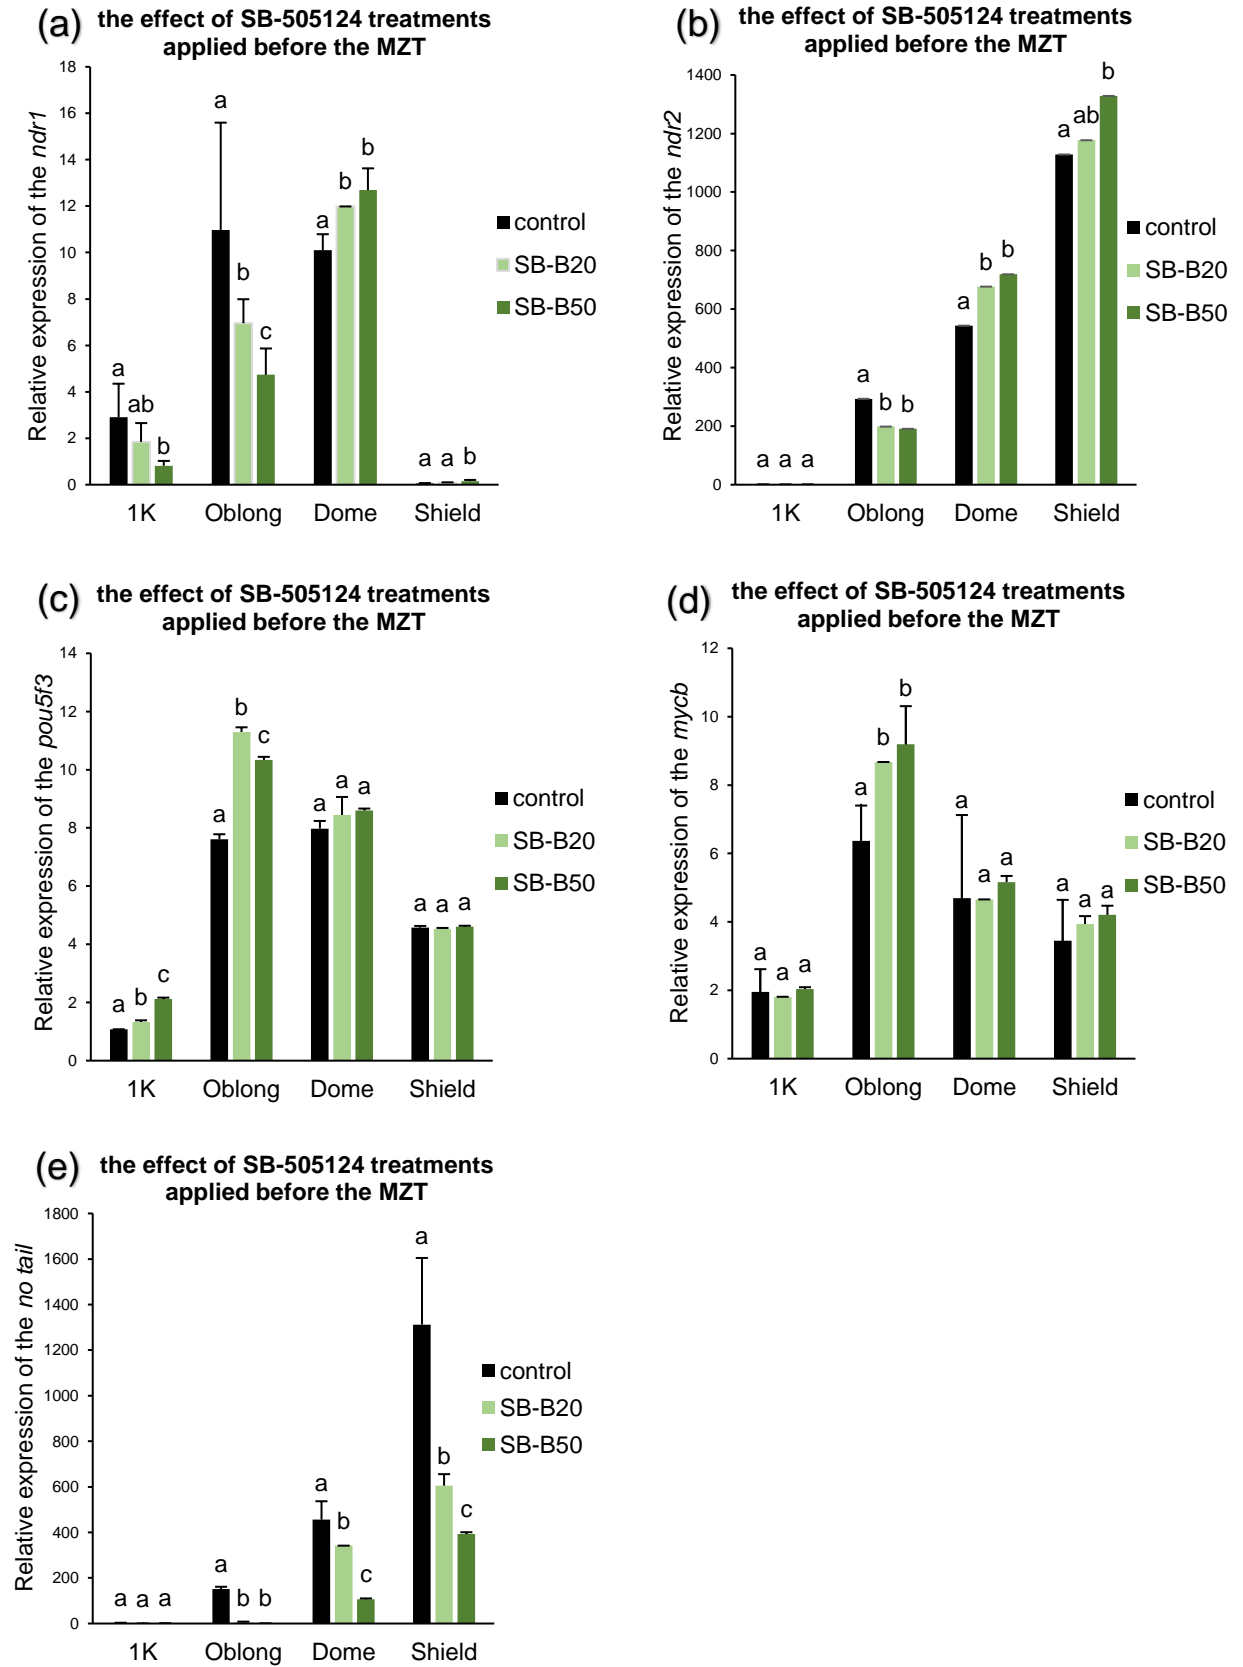 (a) the effect of SB-505124 treatments
applied before the MZT
Relative expression of the ndr1
18
16
14
12
10
8
6
4
2
0
a
ab
b
a
b
c
a
b
b
a a b
1K Oblong Dome Shield
control
SB-B20
SB-B50
(b) the effect of SB-505124 treatments
applied before the MZT
Relative expression of the ndr2
1400
1200
1000
800
600
400
200
0
a a a
a
b b
a
b b
a
ab
b
1K Oblong Dome Shield
control
SB-B20
SB-B50
(c) the effect of SB-505124 treatments
applied before the MZT
Relative expression of the pou5f3
14
12
10
8
6
4
2
0
a b c
a
b
c
a a a
a a a
1K Oblong Dome Shield
control
SB-B20
SB-B50
(d) the effect of SB-505124 treatments
applied before the MZT
Relative expression of the mycb
12
10
8
6
4
2
0
a a a
a
b
b
a
a a
a a a
1K Oblong Dome Shield
control
SB-B20
SB-B50
(e) the effect of SB-505124 treatments
applied before the MZT
Relative expression of the no tail
1800
1600
1400
1200
1000
800
600
400
200
0
a a a
a
b b
a
b
c
a
b
c
1K Oblong Dome Shield
control
SB-B20
SB-B50